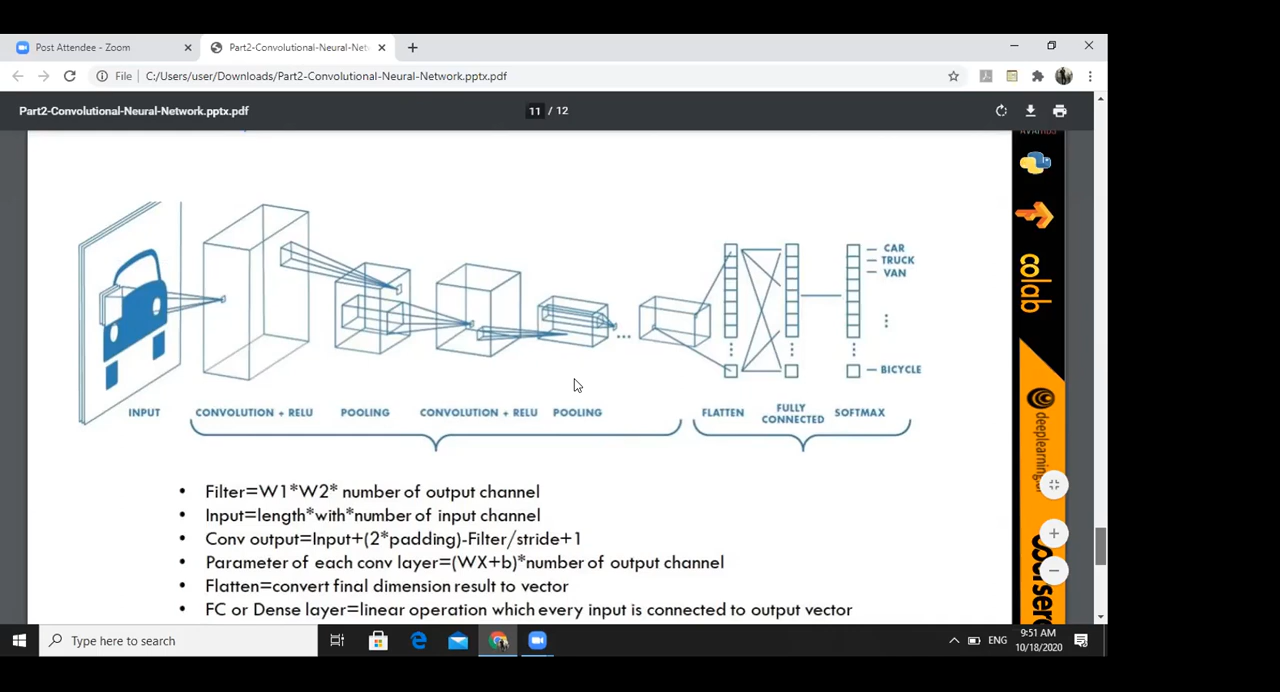 Post Attendee - Zoom
Part2-Convolutional-Neural-Net
File
C:/Users/user/Downloads/Part2-Convolutional-Neural-Network.pptx.pdf
Part2-Convolutional-Neural-Network.pptx.pdf
11 / 12
colab
deeplearning
CAR
TRUCK
VAN
BICYCLE
INPUT
CONVOLUTION + RELU
POOLING
CONVOLUTION + RELU
POOLING
FLATTEN
FULLY
CONNECTED
SOFTMAX
• Filter=W1*W2* number of output channel
• Input=length*with*number of input channel
• Conv output=Input+(2*padding)-Filter/stride+1
• Parameter of each conv layer=(WX+b)*number of output channel
• Flatten=convert final dimension result to vector
• FC or Dense layer=linear operation which every input is connected to output vector
Type here to search
ENG
9:51 AM
10/18/2020